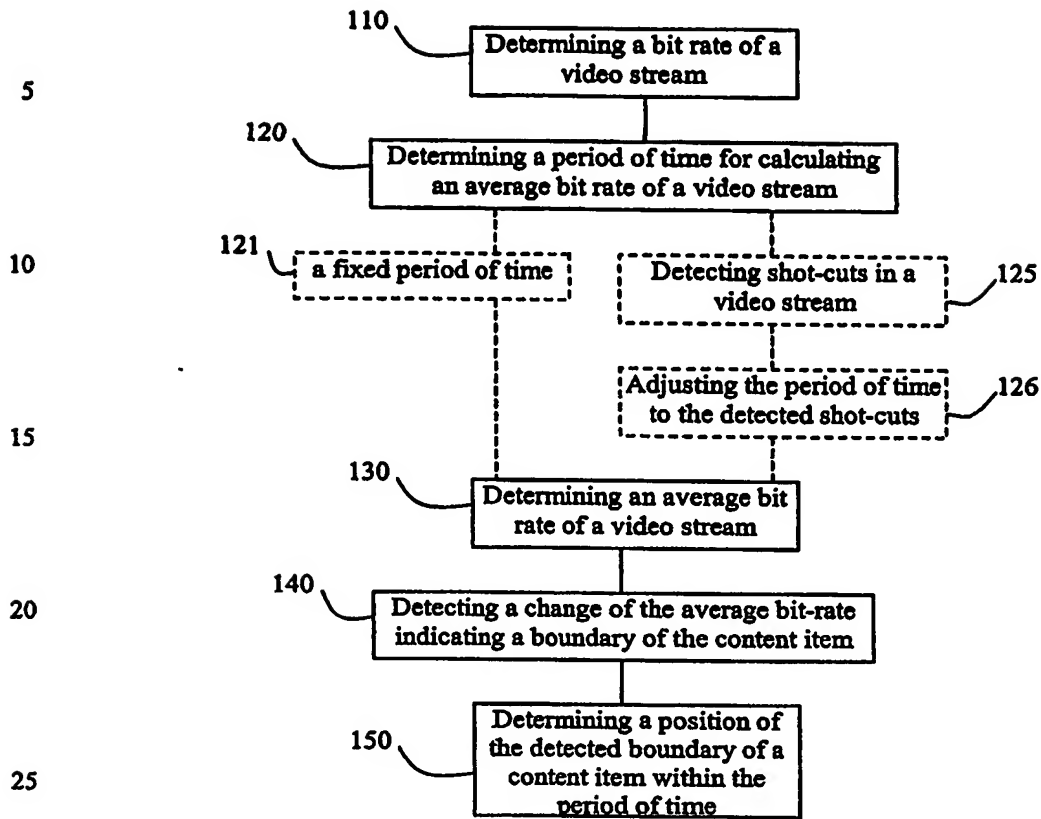 110
Determining a bit rate of a
video stream
5
120
Determining a period of time for calculating
an average bit rate of a video stream
10
121
a fixed period of time
Detecting shot-cuts in a
video stream
125
Adjusting the period of time
to the detected shot-cuts
126
15
130
Determining an average bit
rate of a video stream
140
20
Detecting a change of the average bit-rate
indicating a boundary of the content item
150
Determining a position of
the detected boundary of a
content item within the
period of time
25